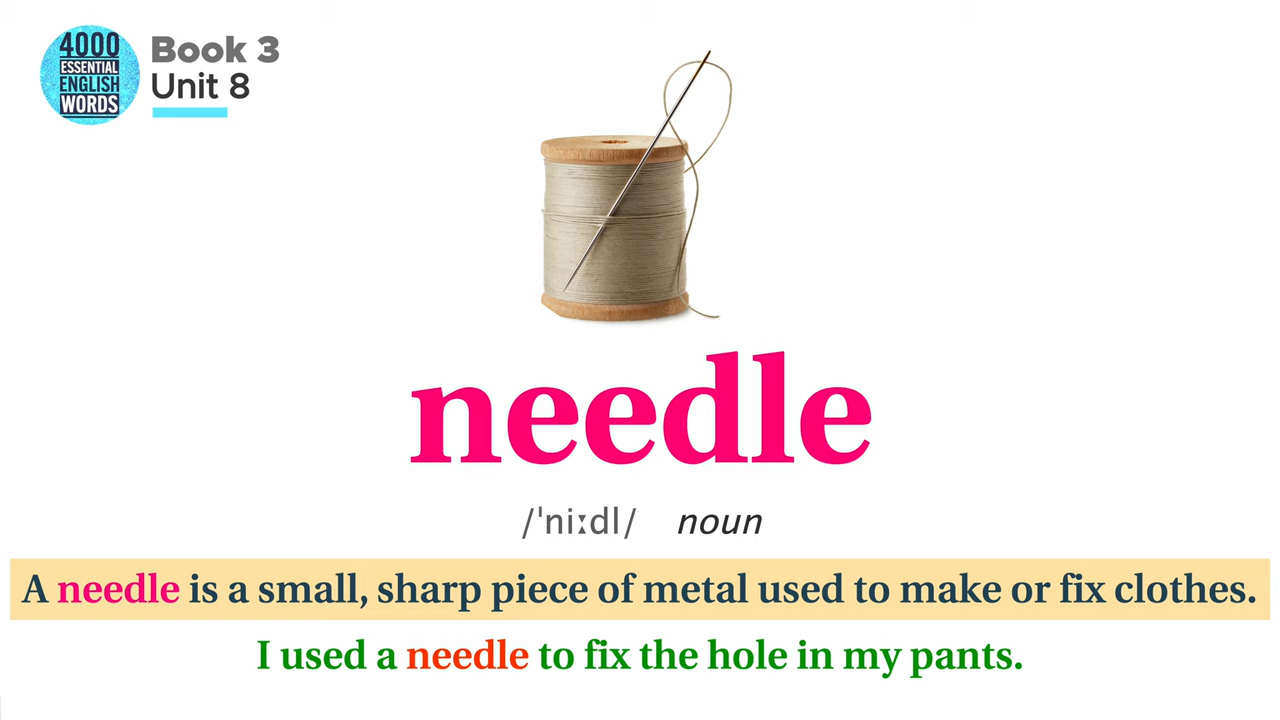 4000
ESSENTIAL
ENGLISH
WORDS
Book 3
Unit 8
needle
/ˈniːdl/ noun
A needle is a small, sharp piece of metal used to make or fix clothes.
I used a needle to fix the hole in my pants.